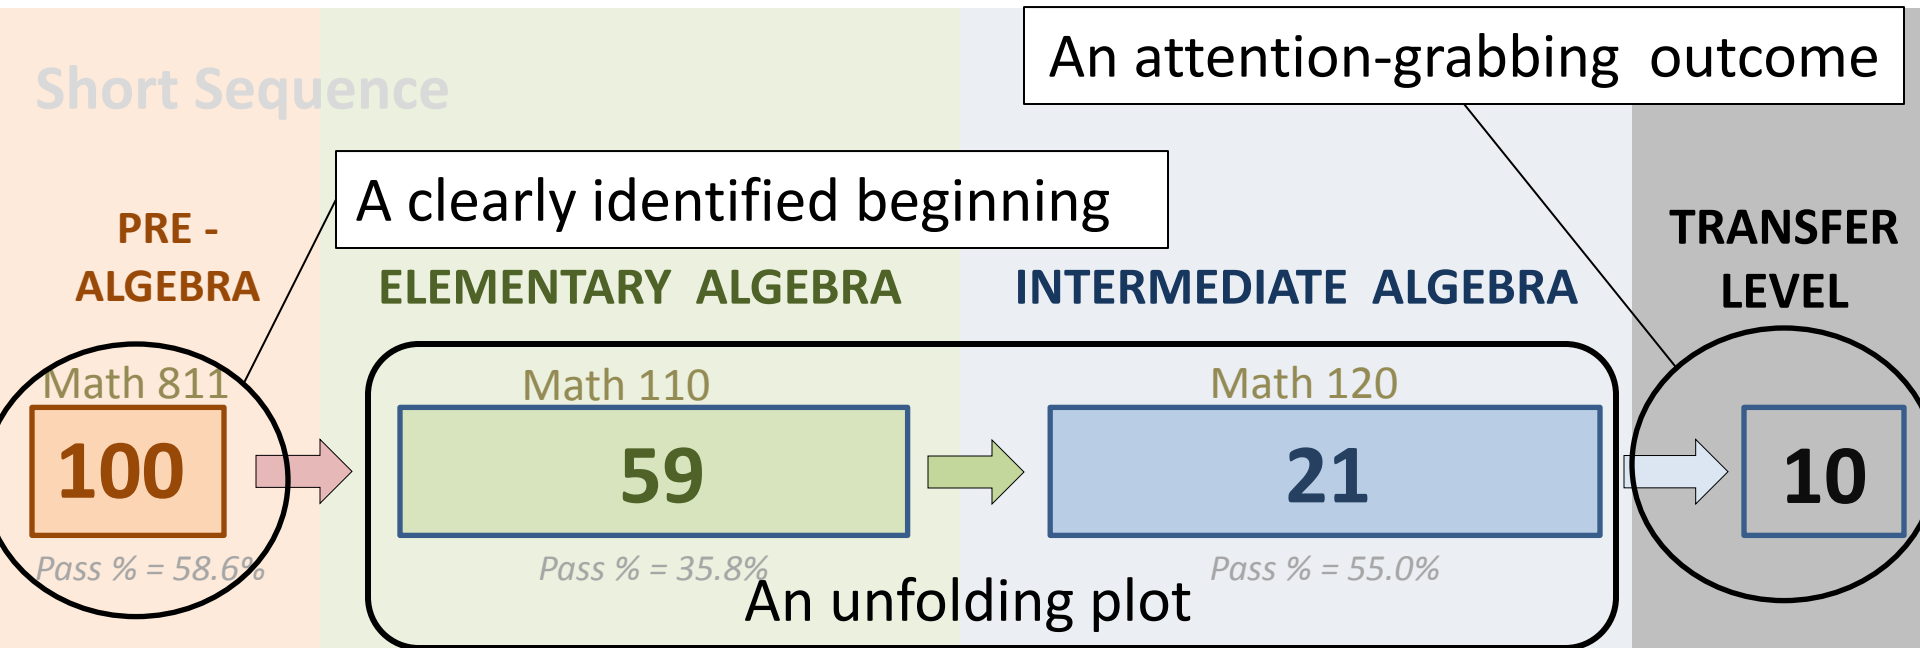 An attention-grabbing outcome
Short Sequence
A clearly identified beginning
PRE -
ALGEBRA
ELEMENTARY ALGEBRA
INTERMEDIATE ALGEBRA
TRANSFER
LEVEL
Math 811
Math 110
Math 120
100
59
21
10
Pass % = 58.6%
Pass % = 35.8%
Pass % = 55.0%
An unfolding plot